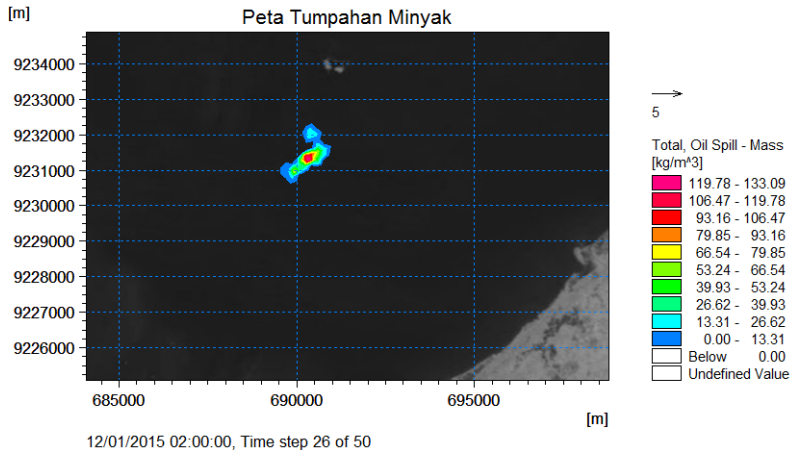 [m]
Peta Tumpahan Minyak
9234000
9233000
9232000
9231000
9230000
9229000
9228000
9227000
9226000
685000 690000 695000
[m]
12/01/2015 02:00:00, Time step 26 of 50
5
Total, Oil Spill - Mass
[kg/m^3]
119.78 - 133.09
106.47 - 119.78
93.16 - 106.47
79.85 - 93.16
66.54 - 79.85
53.24 - 66.54
39.93 - 53.24
26.62 - 39.93
13.31 - 26.62
0.00 - 13.31
Below 0.00
Undefined Value